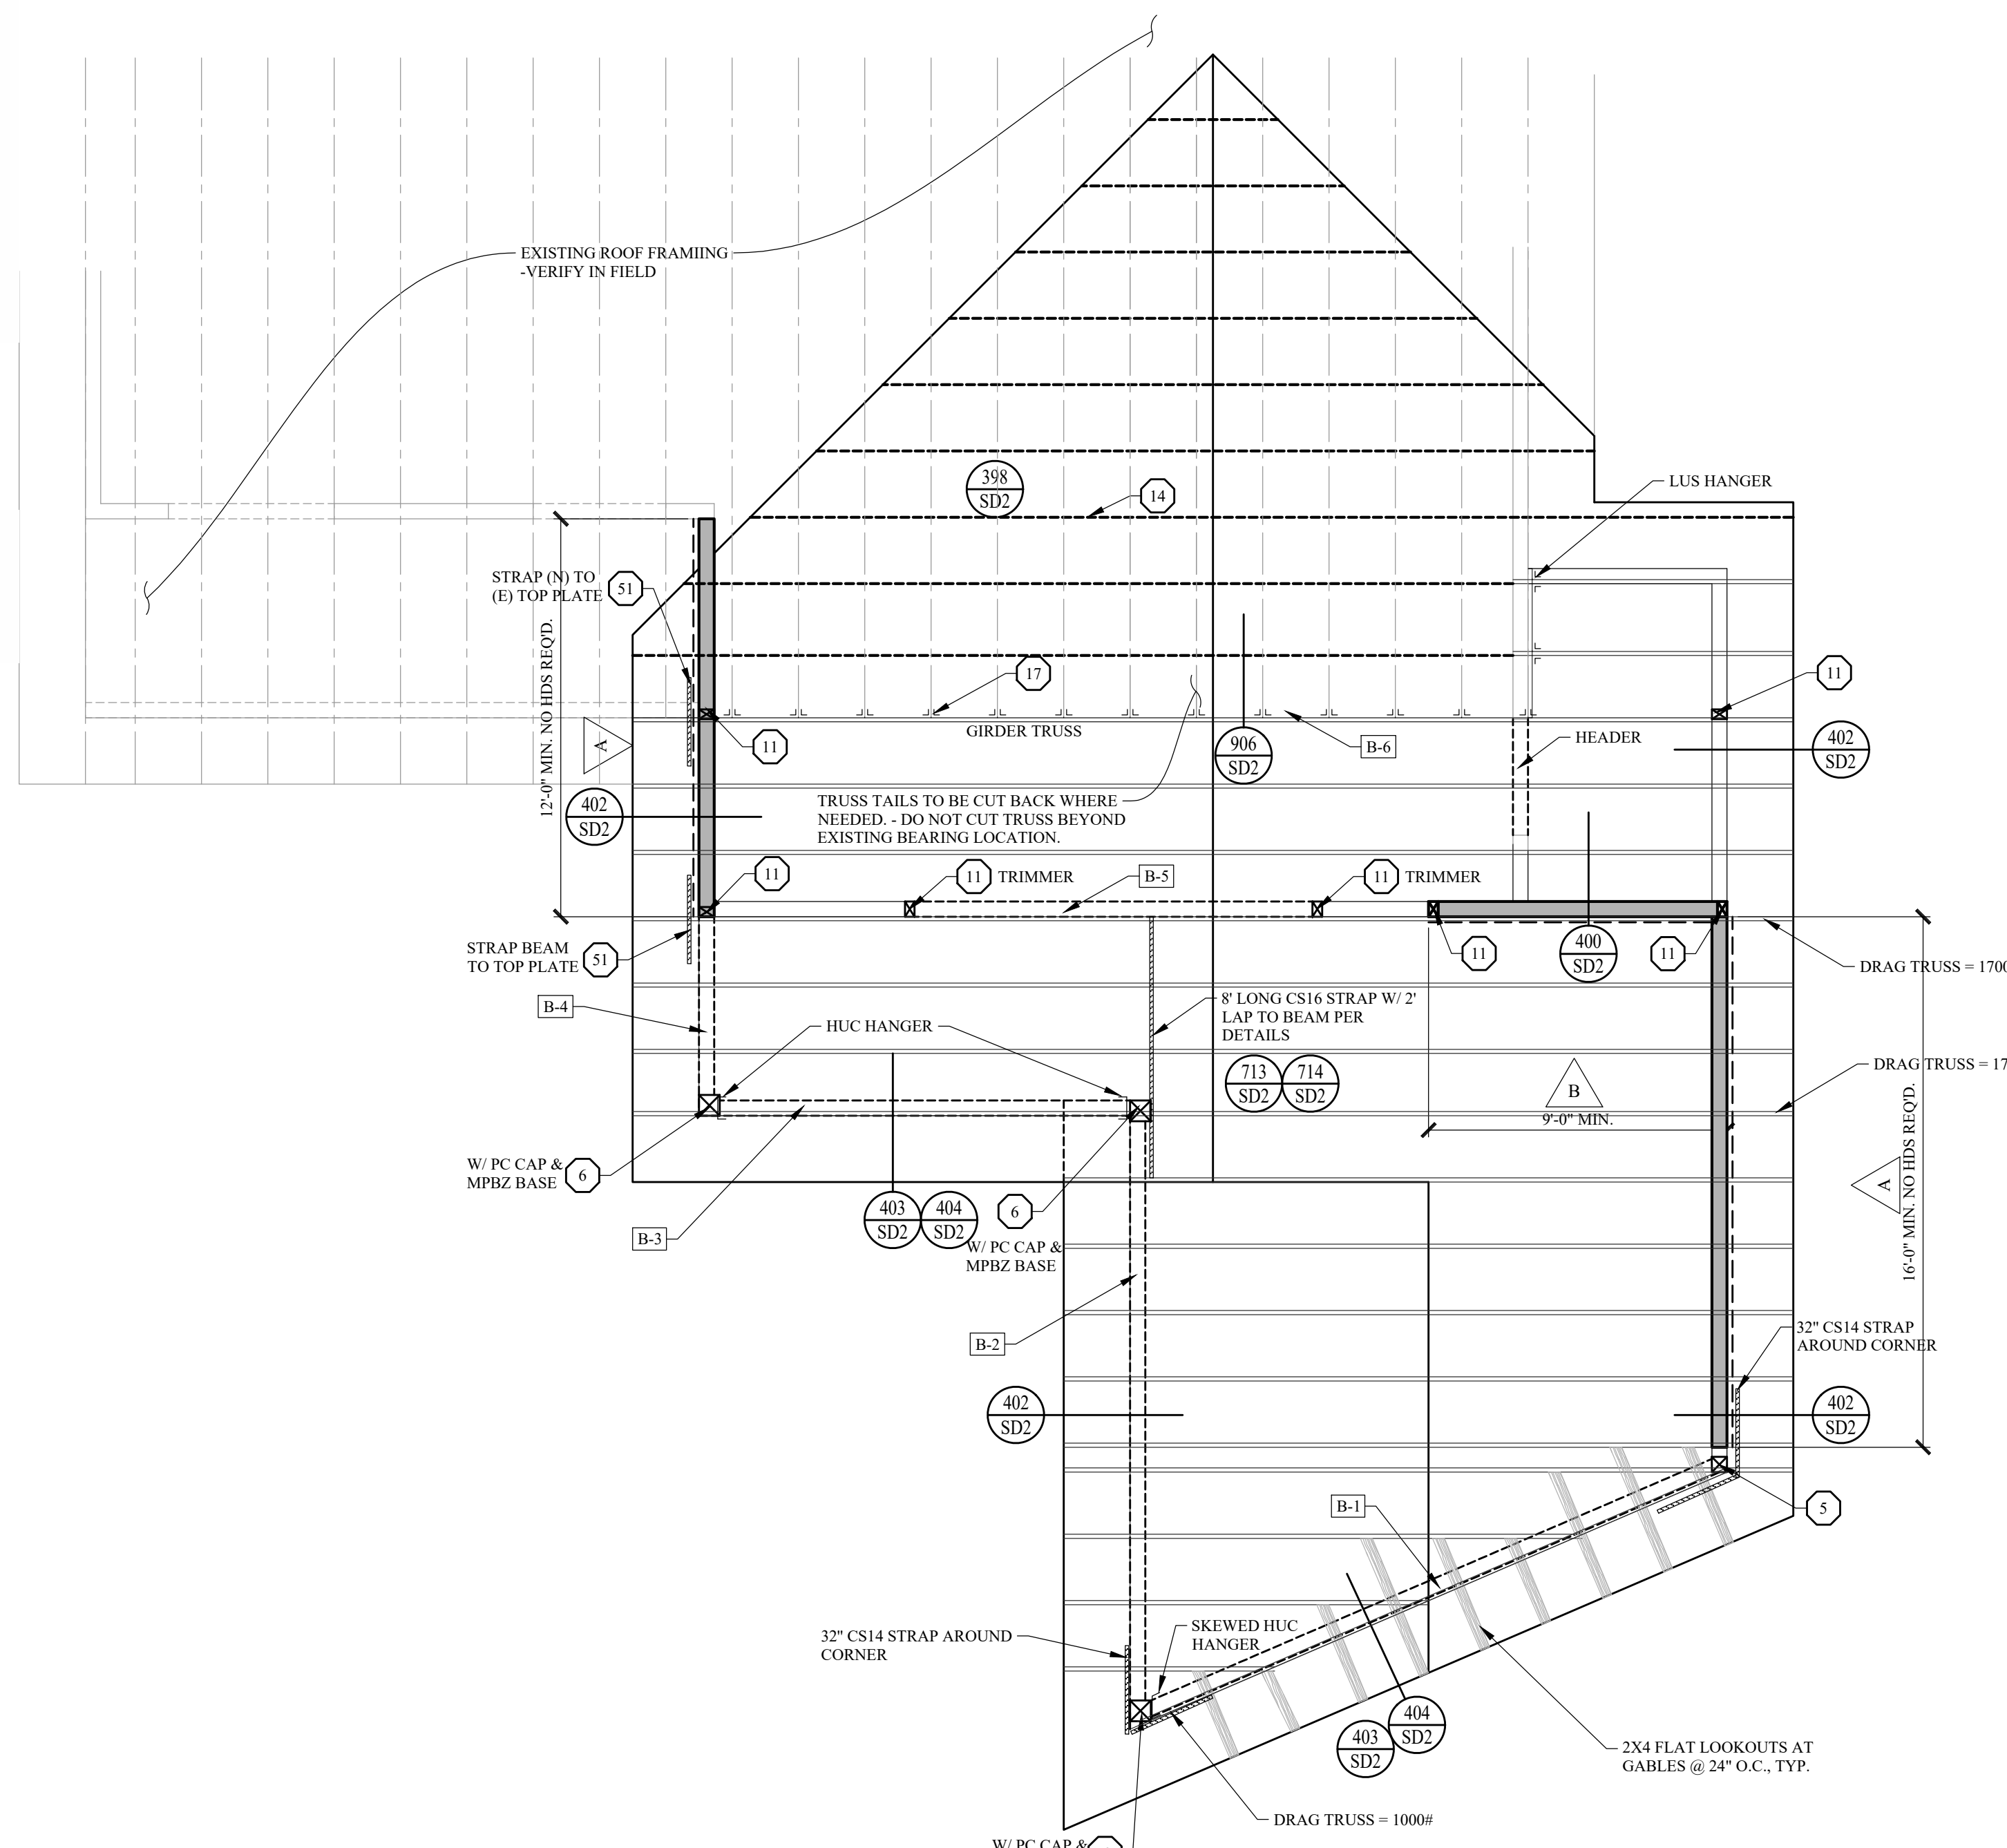 EXISTING ROOF FRAMIING
-VERIFY IN FIELD
LUS HANGER
398
SD2
14
STRAP (N) TO
(E) TOP PLATE
51
12'-0" MIN. NO HDS REQ'D.
17
11
GIRDER TRUSS
11
A
906
SD2
B-6
HEADER
402
SD2
402
SD2
TRUSS TAILS TO BE CUT BACK WHERE
NEEDED. - DO NOT CUT TRUSS BEYOND
EXISTING BEARING LOCATION.
11
11
TRIMMER
B-5
11
TRIMMER
STRAP BEAM
TO TOP PLATE
51
11
400
SD2
11
DRAG TRUSS = 1700
B-4
8' LONG CS16 STRAP W/ 2'
LAP TO BEAM PER
DETAILS
HUC HANGER
713
SD2
714
SD2
B
9'-0" MIN.
DRAG TRUSS = 17
W/ PC CAP &
MPBZ BASE
6
A
16'-0" MIN. NO HDS REQ'D.
B-3
403
SD2
404
SD2
6
W/ PC CAP &
MPBZ BASE
B-2
32" CS14 STRAP
AROUND CORNER
402
SD2
402
SD2
B-1
5
32" CS14 STRAP AROUND
CORNER
SKEWED HUC
HANGER
403
SD2
404
SD2
2X4 FLAT LOOKOUTS AT
GABLES @ 24" O.C., TYP.
DRAG TRUSS = 1000#
W/ PC CAP &